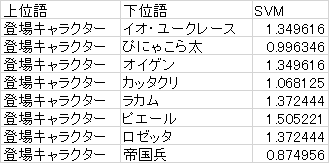 上位語 下位語 SVM
登場キャラクター イオ・ユークレース 1.349616
登場キャラクター びにゃこら太 0.996346
登場キャラクター オイゲン 1.349616
登場キャラクター カッタクリ 1.068125
登場キャラクター ラカム 1.372444
登場キャラクター ビエール 1.505221
登場キャラクター ロゼッタ 1.372444
登場キャラクター 帝国兵 0.874956